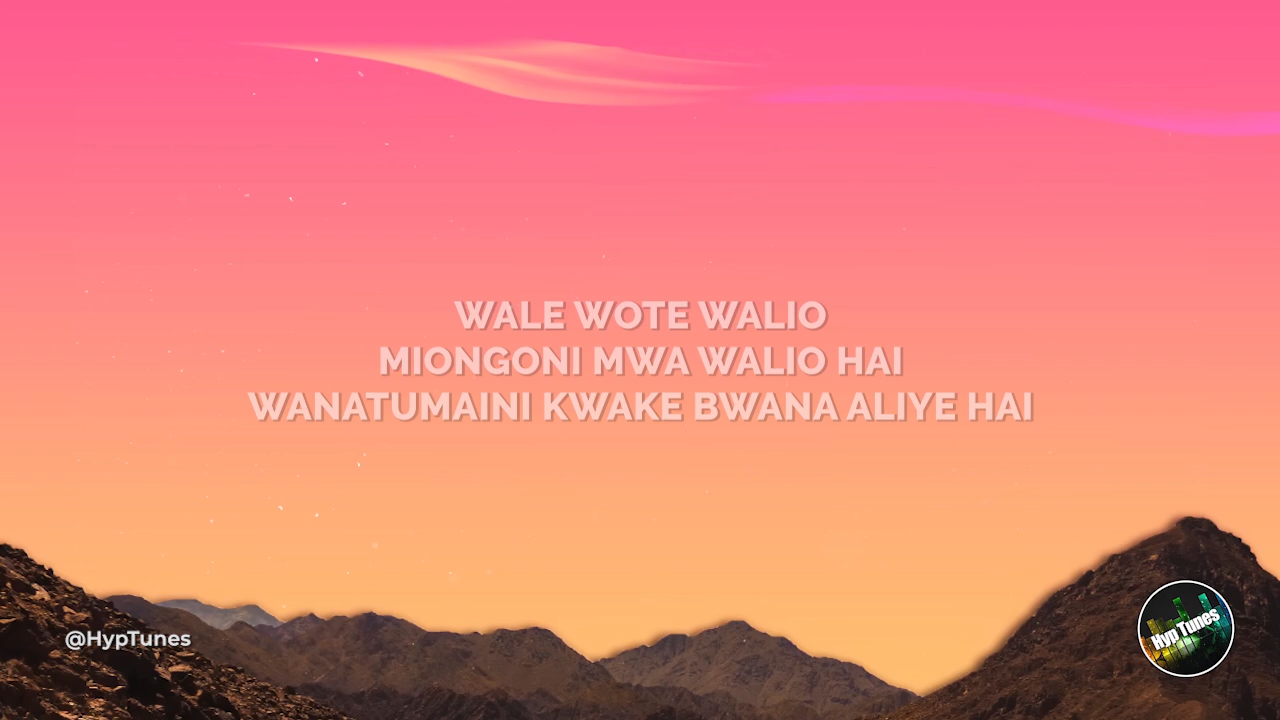 WALE WOTE WALIO
MIONGONI MWA WALIO HAI
WANATUMAINI KWAKE BWANA ALIYE HAI
@HypTunes
Hyp Tunes